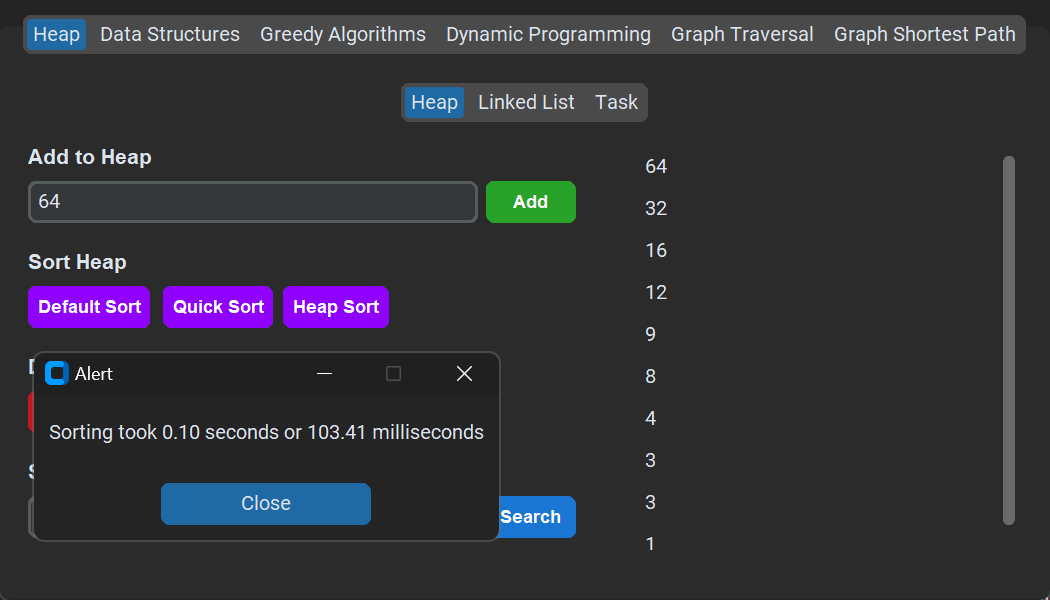 Heap Data Structures Greedy Algorithms Dynamic Programming Graph Traversal Graph Shortest Path
Heap Linked List Task
Add to Heap
64
Add
Sort Heap
Default Sort Quick Sort Heap Sort
Alert
Sorting took 0.10 seconds or 103.41 milliseconds
Close
Search
64
32
16
12
9
8
4
3
3
1